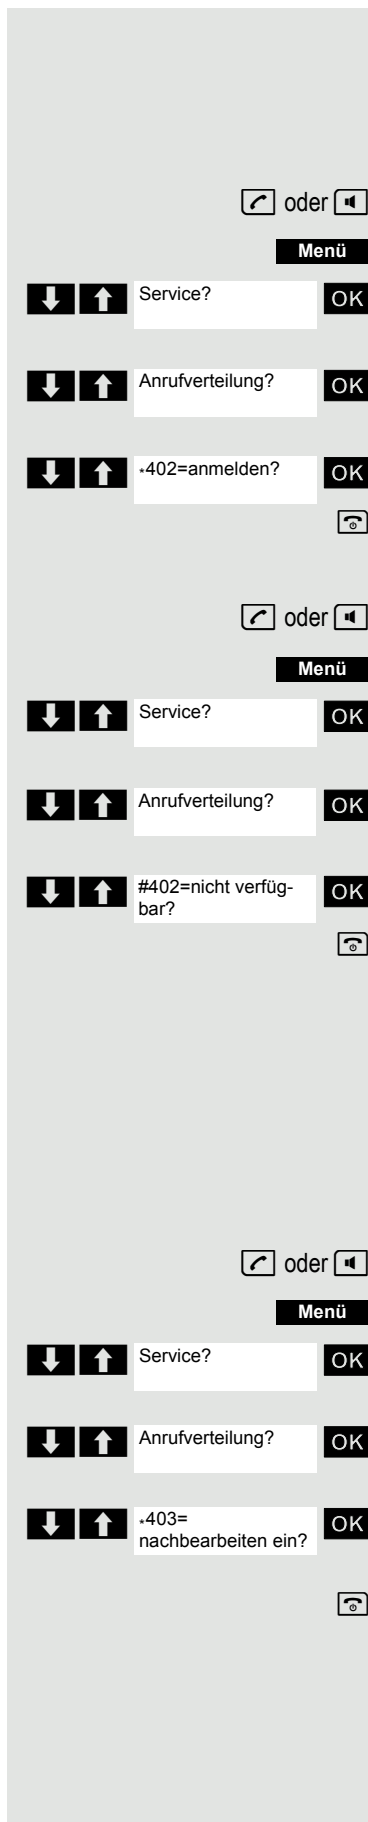 oder
Menü
Service? OK
Anrufverteilung? OK
*402=anmelden? OK
oder
Menü
Service? OK
Anrufverteilung? OK
#402=nicht verfüg-
bar? OK
oder
Menü
Service? OK
Anrufverteilung? OK
*403=
nachbearbeiten ein? OK